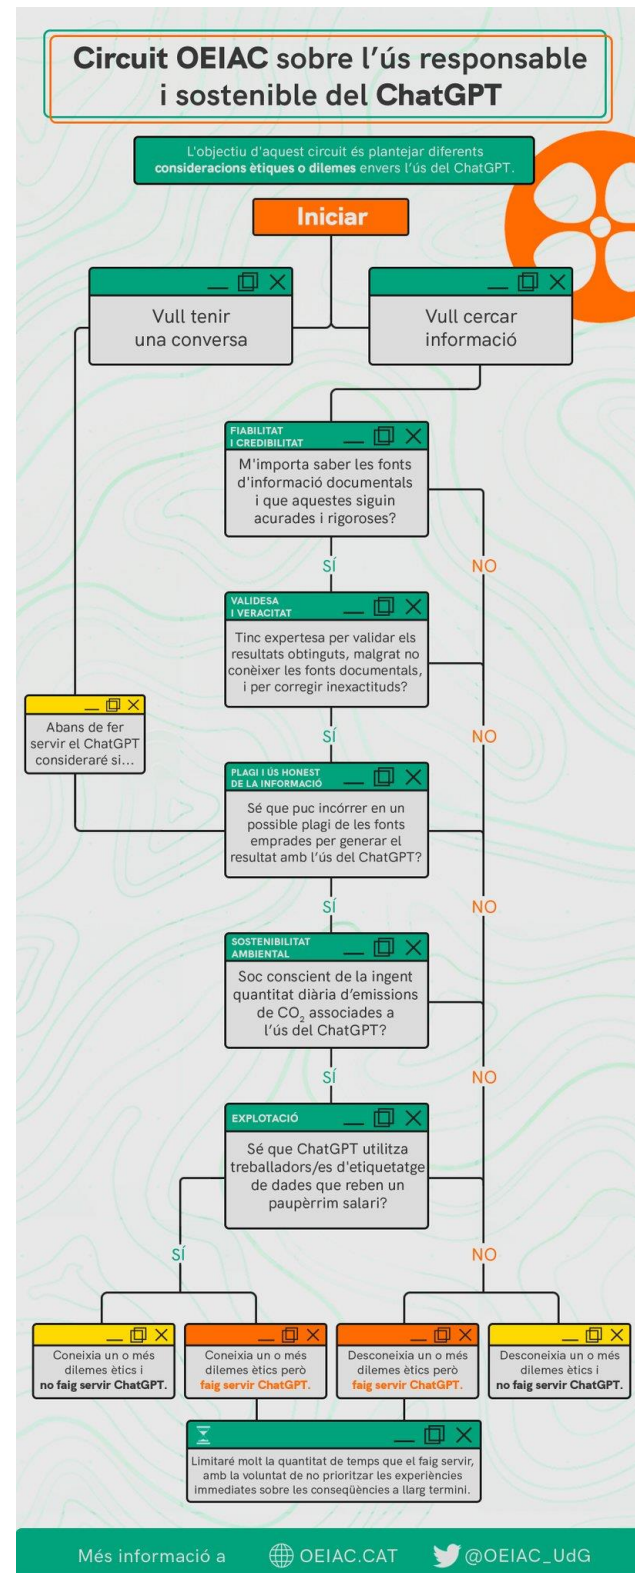 Circuit OEIAC sobre l’ús responsable
i sostenible del ChatGPT
L'objectiu d'aquest circuit és plantejar diferents
consideracions ètiques o dilemes envers l’ús del ChatGPT.
Iniciar
Vull tenir
una conversa
Vull cercar
informació
FIABILITAT
I CREDIBILITAT
M'importa saber les fonts
d'informació documentals
i que aquestes siguin
acurades i rigoroses?
SÍ
NO
VALIDESA
I VERACITAT
Tinc expertesa per validar els
resultats obtinguts, malgrat no
conèixer les fonts documentals,
i per corregir inexactituds?
SÍ
NO
Abans de fer
servir el ChatGPT
consideraré si...
PLAGI I ÚS HONEST
DE LA INFORMACIÓ
Sé que puc incórrer en un
possible plagi de les fonts
emprades per generar el
resultat amb l’ús del ChatGPT?
SÍ
NO
SOSTENIBILITAT
AMBIENTAL
Soc conscient de la ingent
quantitat diària d’emissions
de CO₂ associades a
l’ús del ChatGPT?
SÍ
NO
EXPLOTACIÓ
Sé que ChatGPT utilitza
treballadors/es d'etiquetatge
de dades que reben un
paupèrrim salari?
SÍ
NO
Coneixia un o més
dilemes ètics i
no faig servir ChatGPT.
Coneixia un o més
dilemes ètics però
faig servir ChatGPT.
Desconeixia un o més
dilemes ètics però
faig servir ChatGPT.
Desconeixia un o més
dilemes ètics i
no faig servir ChatGPT.
Limitaré molt la quantitat de temps que el faig servir,
amb la voluntat de no prioritzar les experiències
immediates sobre les conseqüències a llarg termini.
Més informació a
OEIAC.CAT
@OEIAC_UdG